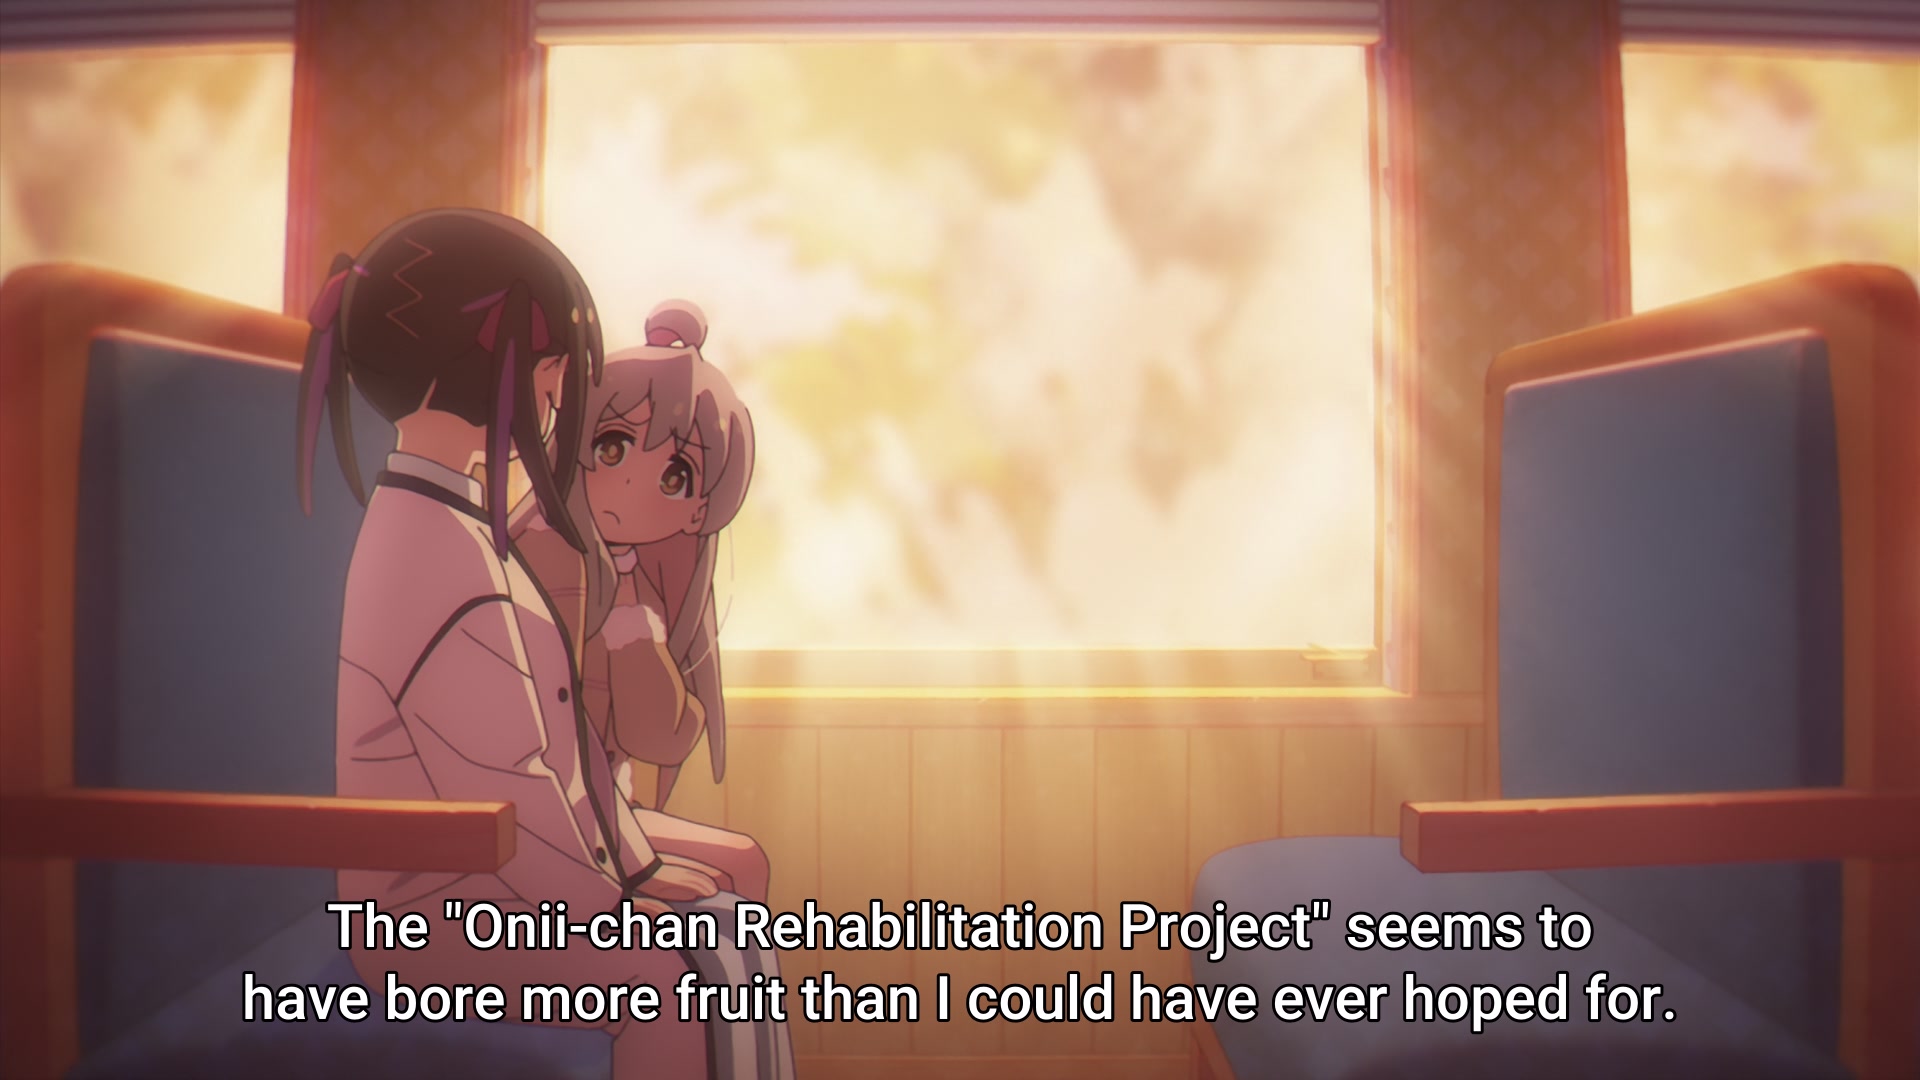 The "Onii-chan Rehabilitation Project" seems to
have bore more fruit than I could have ever hoped for.